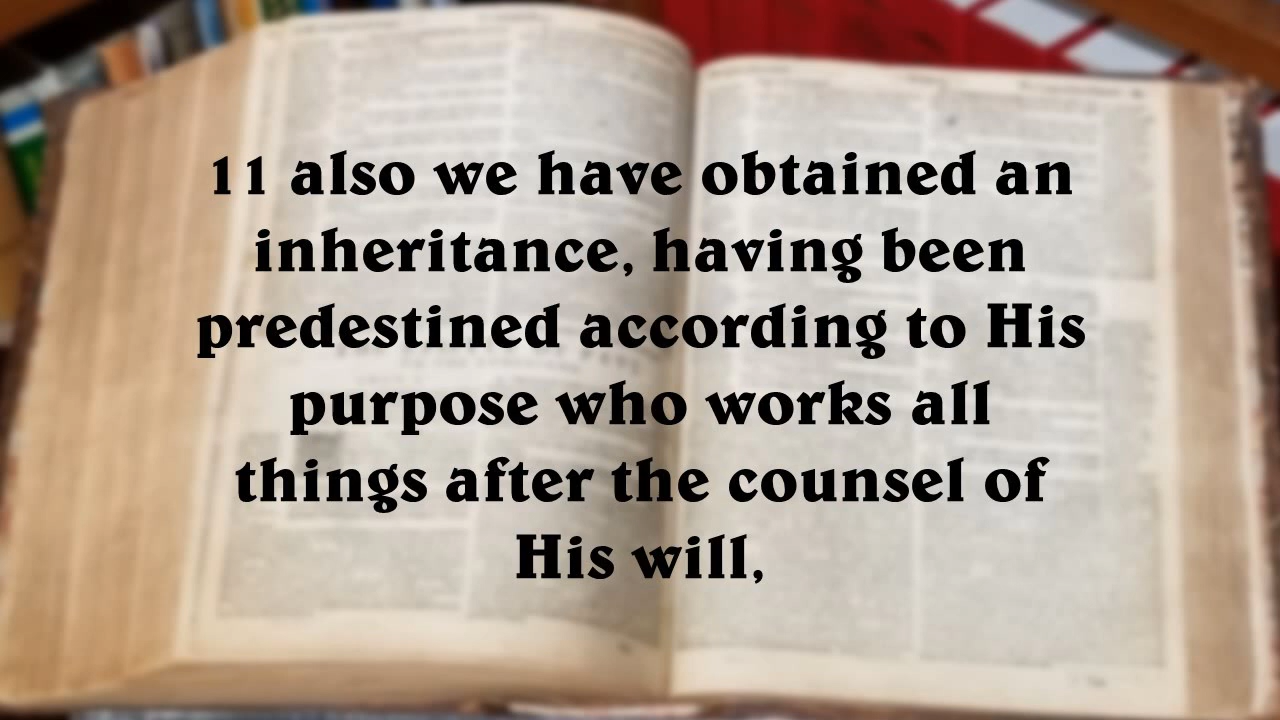 11 also we have obtained an
inheritance, having been
predestined according to His
purpose who works all
things after the counsel of
His will,